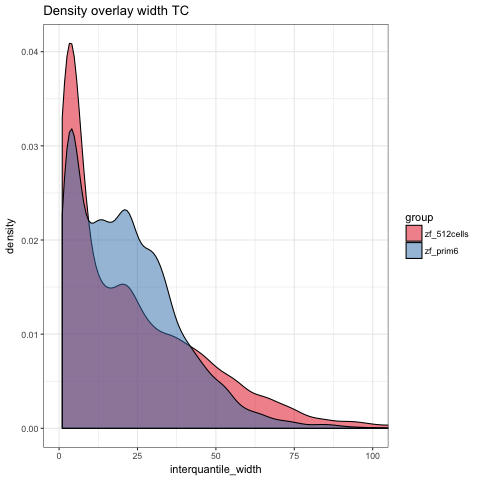 Density overlay width TC
0.04
0.03
0.02
0.01
0.00
density
0
25
50
75
100
interquantile_width
group
zf_512cells
zf_prim6